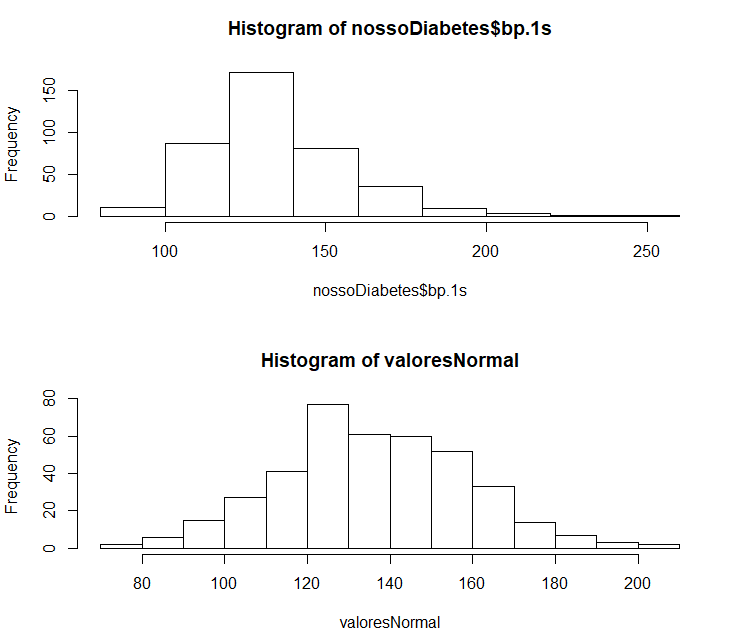 Histogram of nossoDiabetes$bp.1s
Frequency
0 50 100 150
100 150 200 250
nossoDiabetes$bp.1s
Histogram of valoresNormal
Frequency
0 20 40 60 80
80 100 120 140 160 180 200
valoresNormal